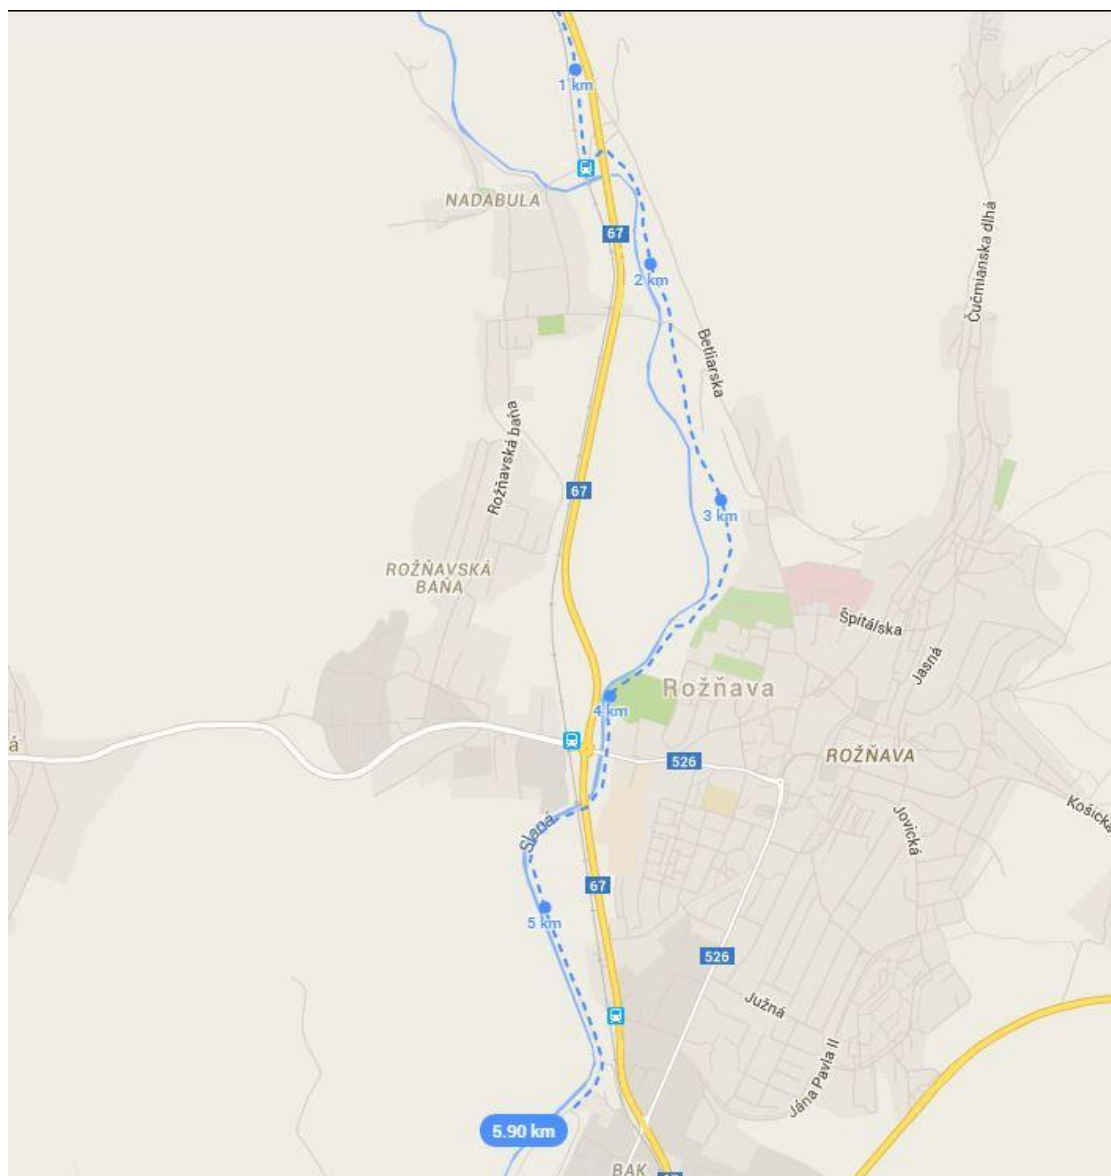 1 km
NADABULA
67
2 km
Čučmianska dlhá
Betliarska
Rožňavská baňa
67
3 km
ROŽŇAVSKÁ
BAŇA
Špitálska
Jasná
Rožňava
4 km
á
526
ROŽŇAVA
Košická
Jovická
Slaná
67
5 km
526
Južná
Jána Pavla II
5.90 km
BAK